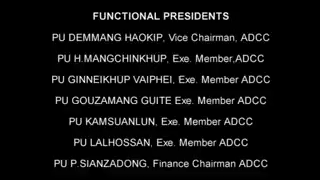 FUNCTIONAL PRESIDENTS
PU DEMMANG HAOKIP, Vice Chairman, ADCC
PU H.MANGCHINKHUP, Exe. Member,ADCC
PU GINNEIKHUP VAIPHEI, Exe. Member ADCC
PU GOUZAMANG GUITE Exe. Member ADCC
PU KAMSUANLUN, Exe. Member ADCC
PU LALHOSSAN, Exe. Member ADCC
PU P.SIANZADONG, Finance Chairman ADCC